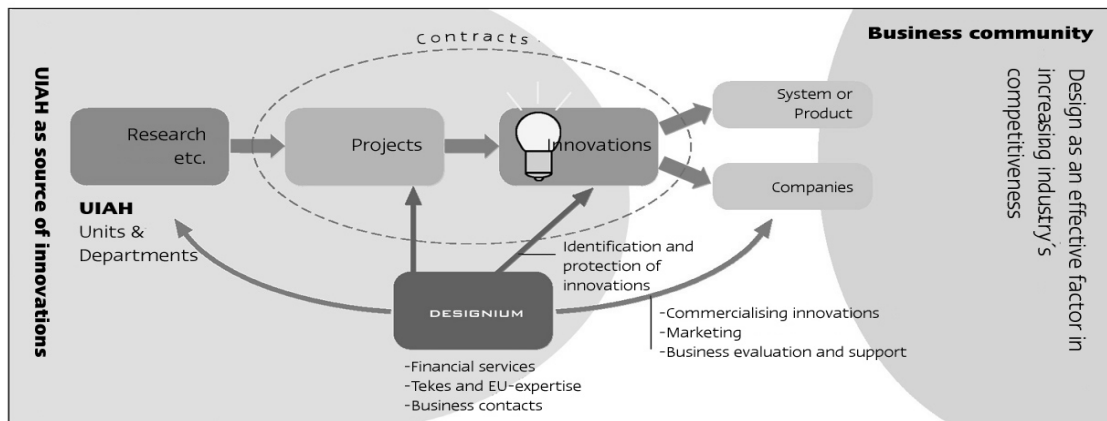 UIAH as source of innovations
Contracts
Business community
Design as an effective factor in
increasing industry´s
competitiveness
Research
etc.
Projects
Innovations
System or
Product
Companies
UIAH
Units &
Departments
Identification and
protection of
innovations
DESIGNIUM
-Commercialising innovations
-Marketing
-Business evaluation and support
-Financial services
-Tekes and EU-expertise
-Business contacts